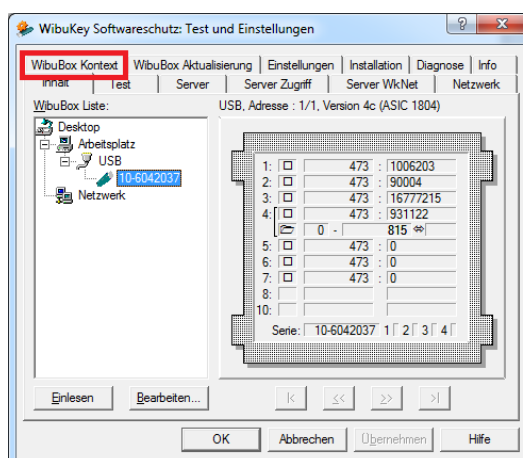 WibuKey Softwareschutz: Test und Einstellungen
WibuBox Kontext WibuBox Aktualisierung Einstellungen Installation Diagnose Info
Inhalt Test Server Server Zugriff Server WkNet Netzwerk
WibuBox Liste: USB, Adresse : 1/1, Version 4c (ASIC 1804)
Desktop
Arbeitsplatz
USB
10-6042037
Netzwerk
1: 473 : 1006203
2: 473 : 90004
3: 473 : 16777215
4: 473 : 931122
0 - 815
5: 473 : 0
6: 473 : 0
7: 473 : 0
8:
10:
Serie: 10-6042037 1 2 3 4
Einlesen Bearbeiten... |< << >> >|
OK Abbrechen Übernehmen Hilfe